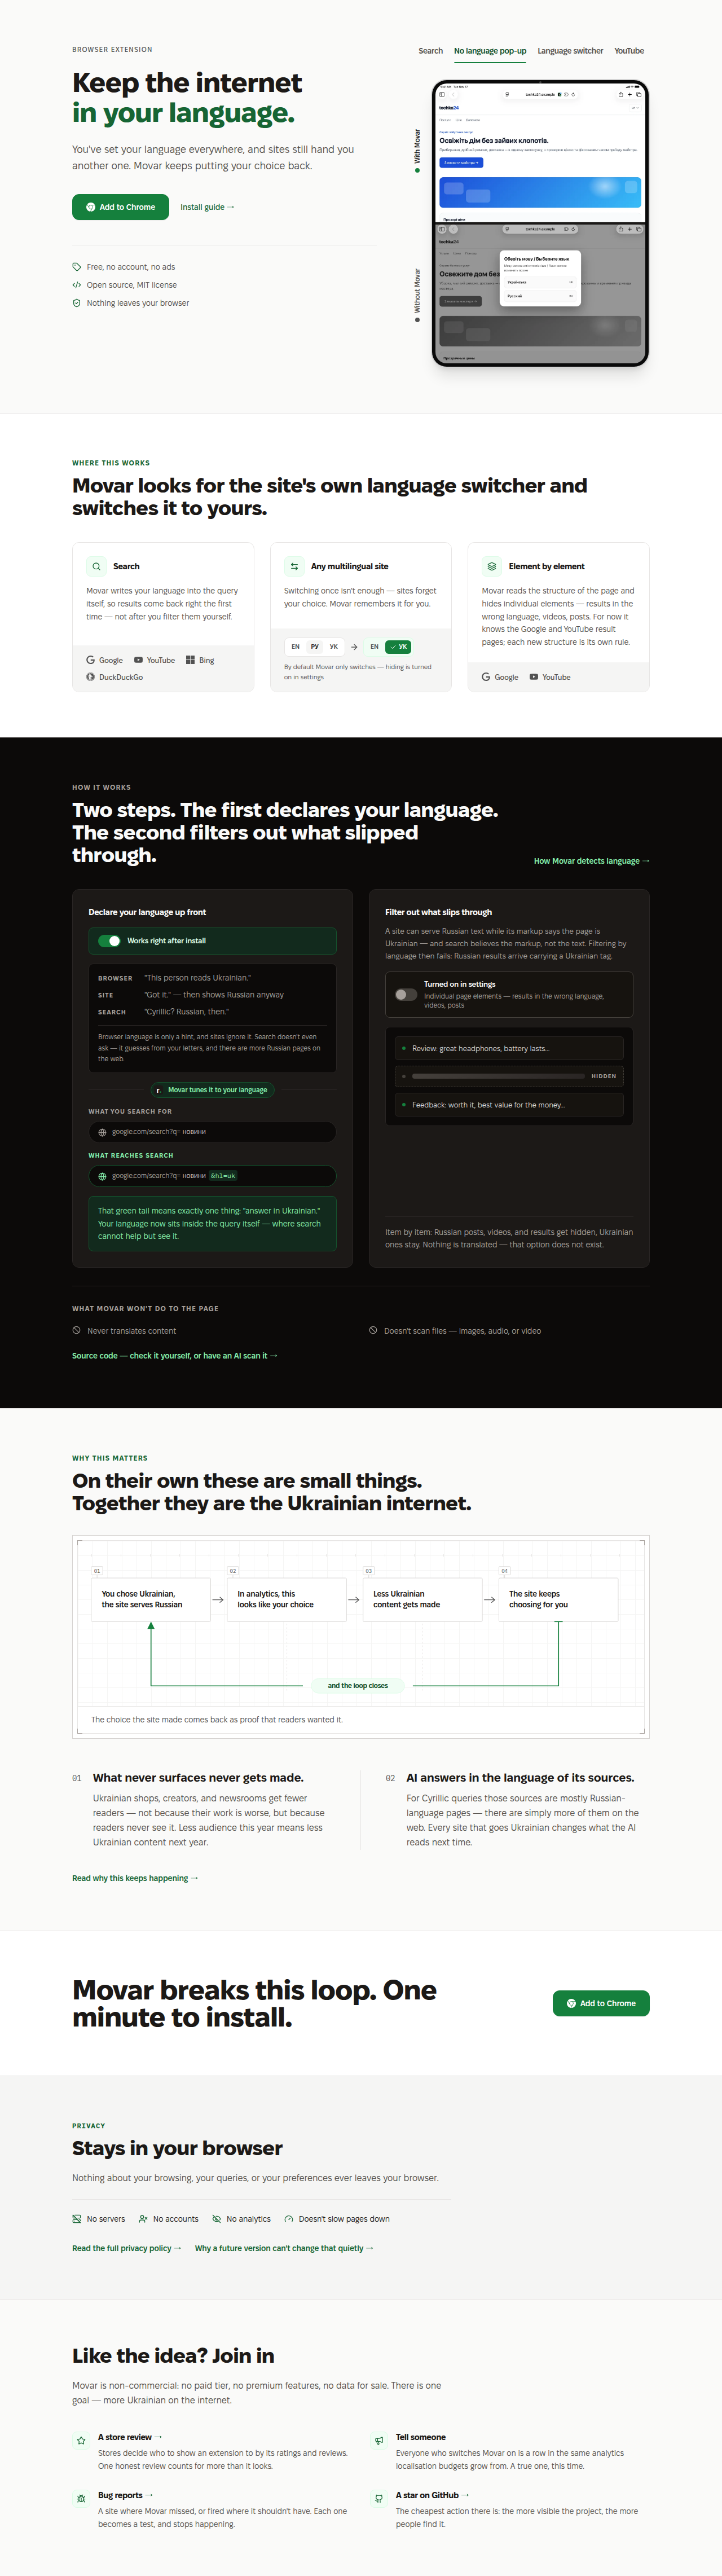 BROWSER EXTENSION
Keep the internet
in your language.
You've set your language everywhere, and sites still hand you
another one. Movar keeps putting your choice back.
Add to Chrome
Install guide →
Free, no account, no ads
Open source, MIT license
Nothing leaves your browser
Search
No language pop-up
Language switcher
YouTube
With Movar
tochka24
Освіжіть дім без зайвих клопотів.
Without Movar
tochka24
Освежите дом без
Оберіть мову / Выберите язык
Українська
Русский
WHERE THIS WORKS
Movar looks for the site's own language switcher and
switches it to yours.
Search
Movar writes your language into the query
itself, so results come back right the first
time — not after you filter them yourself.
Google
YouTube
Bing
DuckDuckGo
Any multilingual site
Switching once isn't enough — sites forget
your choice. Movar remembers it for you.
EN РУ УК → EN ✓ УК
By default Movar only switches — hiding is turned
on in settings
Element by element
Movar reads the structure of the page and
hides individual elements — results in the
wrong language, videos, posts. For now it
knows the Google and YouTube result
pages; each new structure is its own rule.
Google
YouTube
HOW IT WORKS
Two steps. The first declares your language.
The second filters out what slipped
through.
How Movar detects language →
Declare your language up front
Works right after install
BROWSER "This person reads Ukrainian."
SITE "Got it." — then shows Russian anyway
SEARCH "Cyrillic? Russian, then."
Browser language is only a hint, and sites ignore it. Search doesn't even
ask — it guesses from your letters, and there are more Russian pages on
the web.
Movar tunes it to your language
WHAT YOU SEARCH FOR
google.com/search?q= новини
WHAT REACHES SEARCH
google.com/search?q= новини &hl=uk
That green tail means exactly one thing: "answer in Ukrainian."
Your language now sits inside the query itself — where search
cannot help but see it.
Filter out what slips through
A site can serve Russian text while its markup says the page is
Ukrainian — and search believes the markup, not the text. Filtering by
language then fails: Russian results arrive carrying a Ukrainian tag.
Turned on in settings
Individual page elements — results in the wrong language,
videos, posts
Review: great headphones, battery lasts...
HIDDEN
Feedback: worth it, best value for the money...
Item by item: Russian posts, videos, and results get hidden, Ukrainian
ones stay. Nothing is translated — that option does not exist.
WHAT MOVAR WON'T DO TO THE PAGE
Never translates content
Doesn't scan files — images, audio, or video
Source code — check it yourself, or have an AI scan it →
WHY THIS MATTERS
On their own these are small things.
Together they are the Ukrainian internet.
01
You chose Ukrainian,
the site serves Russian
02
In analytics, this
looks like your choice
03
Less Ukrainian
content gets made
04
The site keeps
choosing for you
and the loop closes
The choice the site made comes back as proof that readers wanted it.
01 What never surfaces never gets made.
Ukrainian shops, creators, and newsrooms get fewer
readers — not because their work is worse, but because
readers never see it. Less audience this year means less
Ukrainian content next year.
02 AI answers in the language of its sources.
For Cyrillic queries those sources are mostly Russian-
language pages — there are simply more of them on the
web. Every site that goes Ukrainian changes what the AI
reads next time.
Read why this keeps happening →
Movar breaks this loop. One
minute to install.
Add to Chrome
PRIVACY
Stays in your browser
Nothing about your browsing, your queries, or your preferences ever leaves your browser.
No servers
No accounts
No analytics
Doesn't slow pages down
Read the full privacy policy →
Why a future version can't change that quietly →
Like the idea? Join in
Movar is non-commercial: no paid tier, no premium features, no data for sale. There is one
goal — more Ukrainian on the internet.
A store review →
Stores decide who to show an extension to by its ratings and reviews.
One honest review counts for more than it looks.
Tell someone
Everyone who switches Movar on is a row in the same analytics
localisation budgets grow from. A true one, this time.
Bug reports →
A site where Movar missed, or fired where it shouldn't have. Each one
becomes a test, and stops happening.
A star on GitHub →
The cheapest action there is: the more visible the project, the more
people find it.